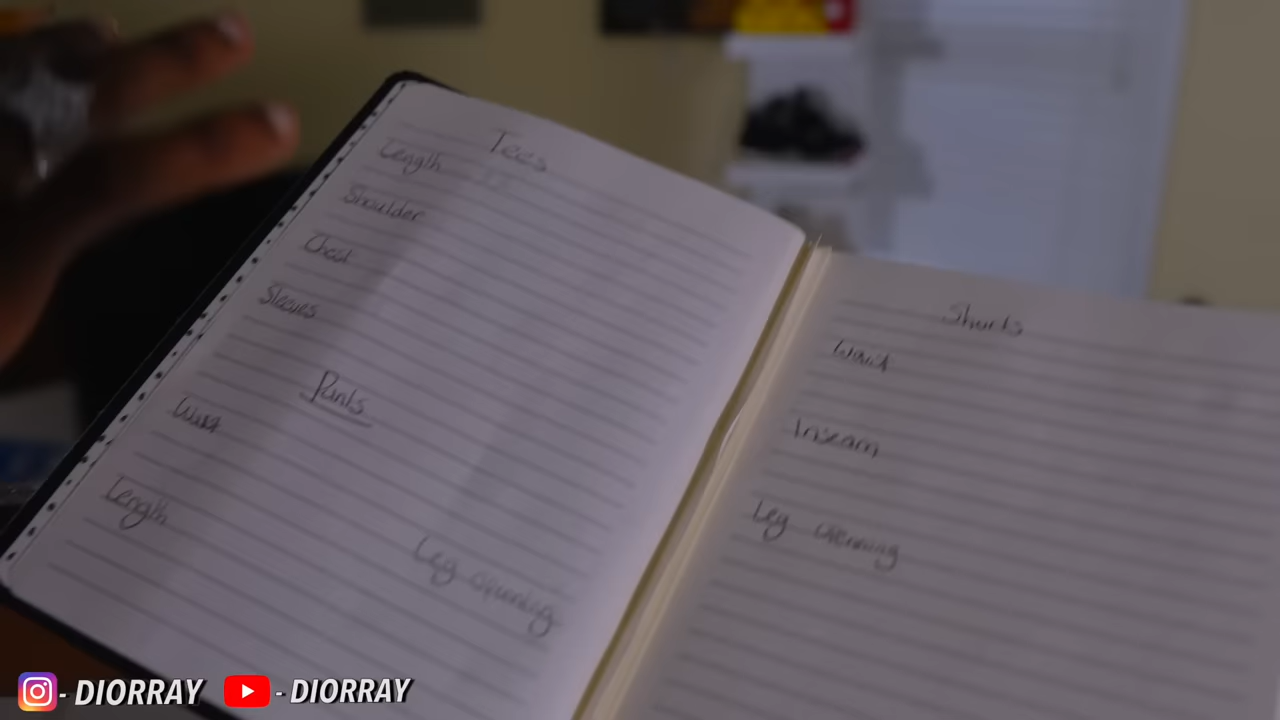 Tees
Length
Shoulder
Chest
Sleeves
Pants
Waist
Length
Leg opening
Shorts
Waist
Inseam
Leg opening
- DIORRAY - DIORRAY